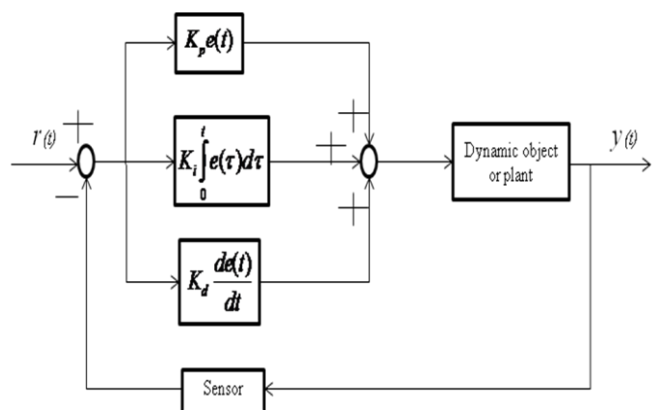 K_p e(t)
r(t)
+
−
K_i ∫_0^t e(τ)dτ
+
+
+
K_d de(t)/dt
Dynamic object
or plant
y(t)
Sensor